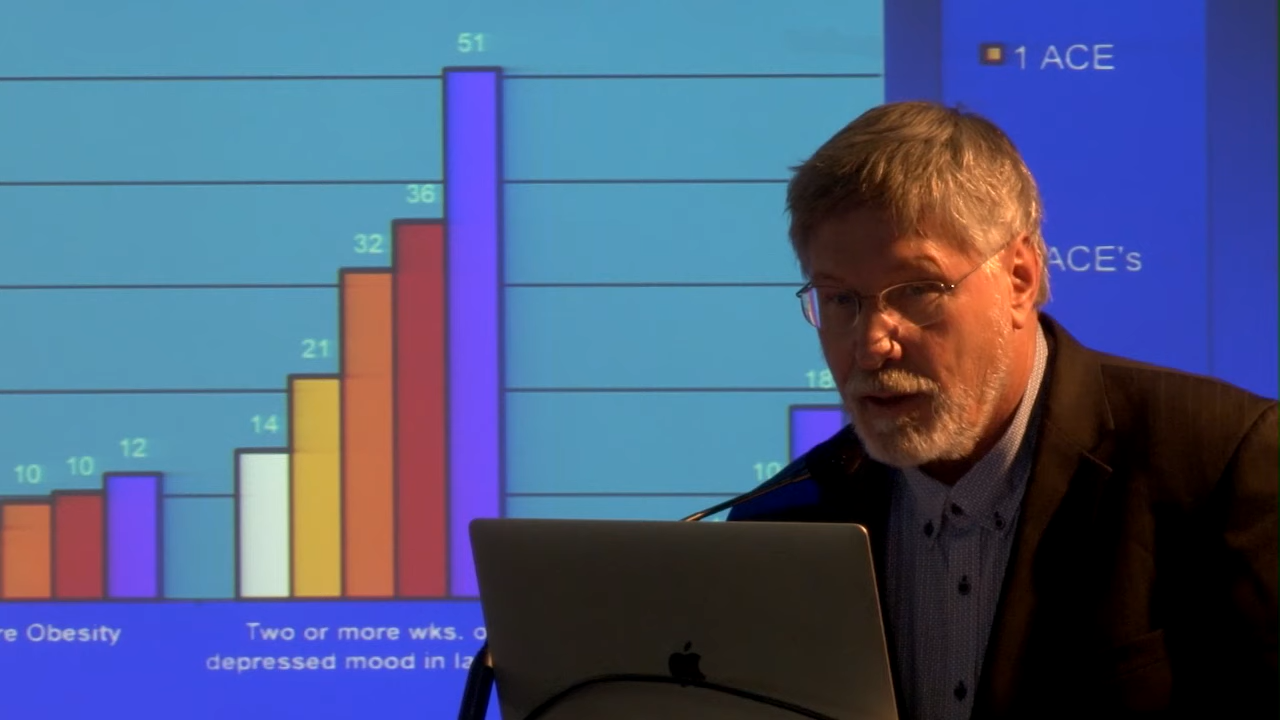 51
1 ACE
36
32
ACE's
21
18
14
12
10
10
10
re Obesity
Two or more wks. o
depressed mood in la